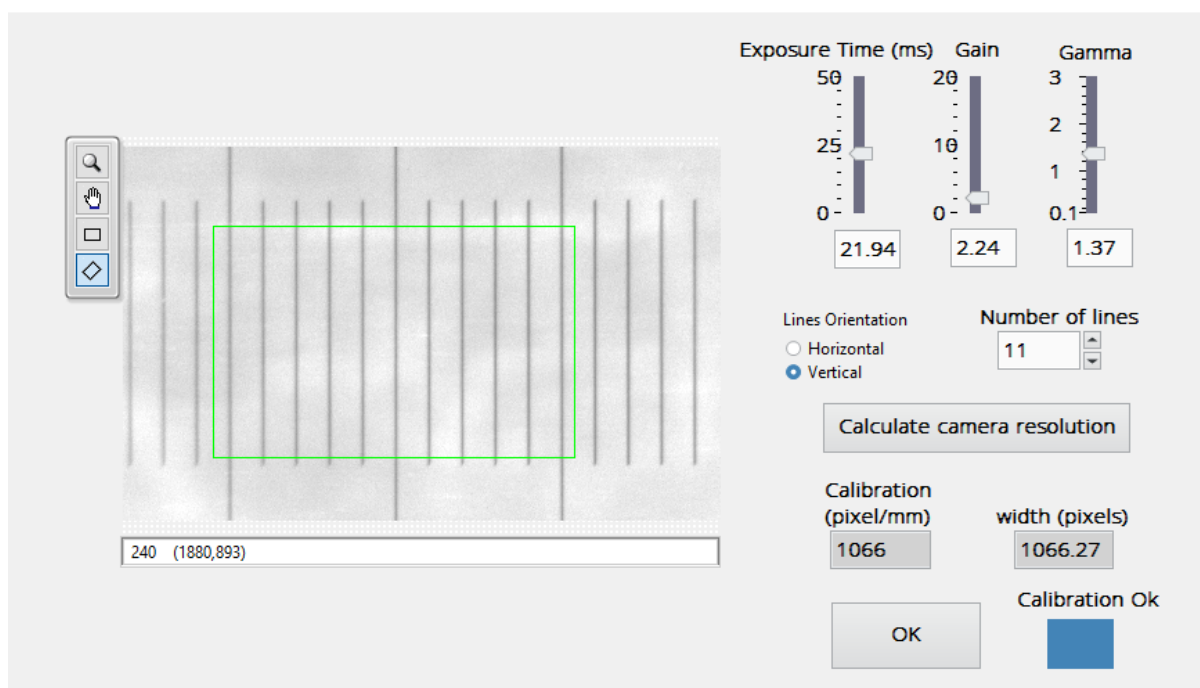 Exposure Time (ms) Gain Gamma
50 20 3
2
25 10
1
0 0 0.1
21.94 2.24 1.37
Lines Orientation Number of lines
Horizontal 11
Vertical
Calculate camera resolution
Calibration
(pixel/mm) width (pixels)
1066 1066.27
240 (1880,893)
Calibration Ok
OK